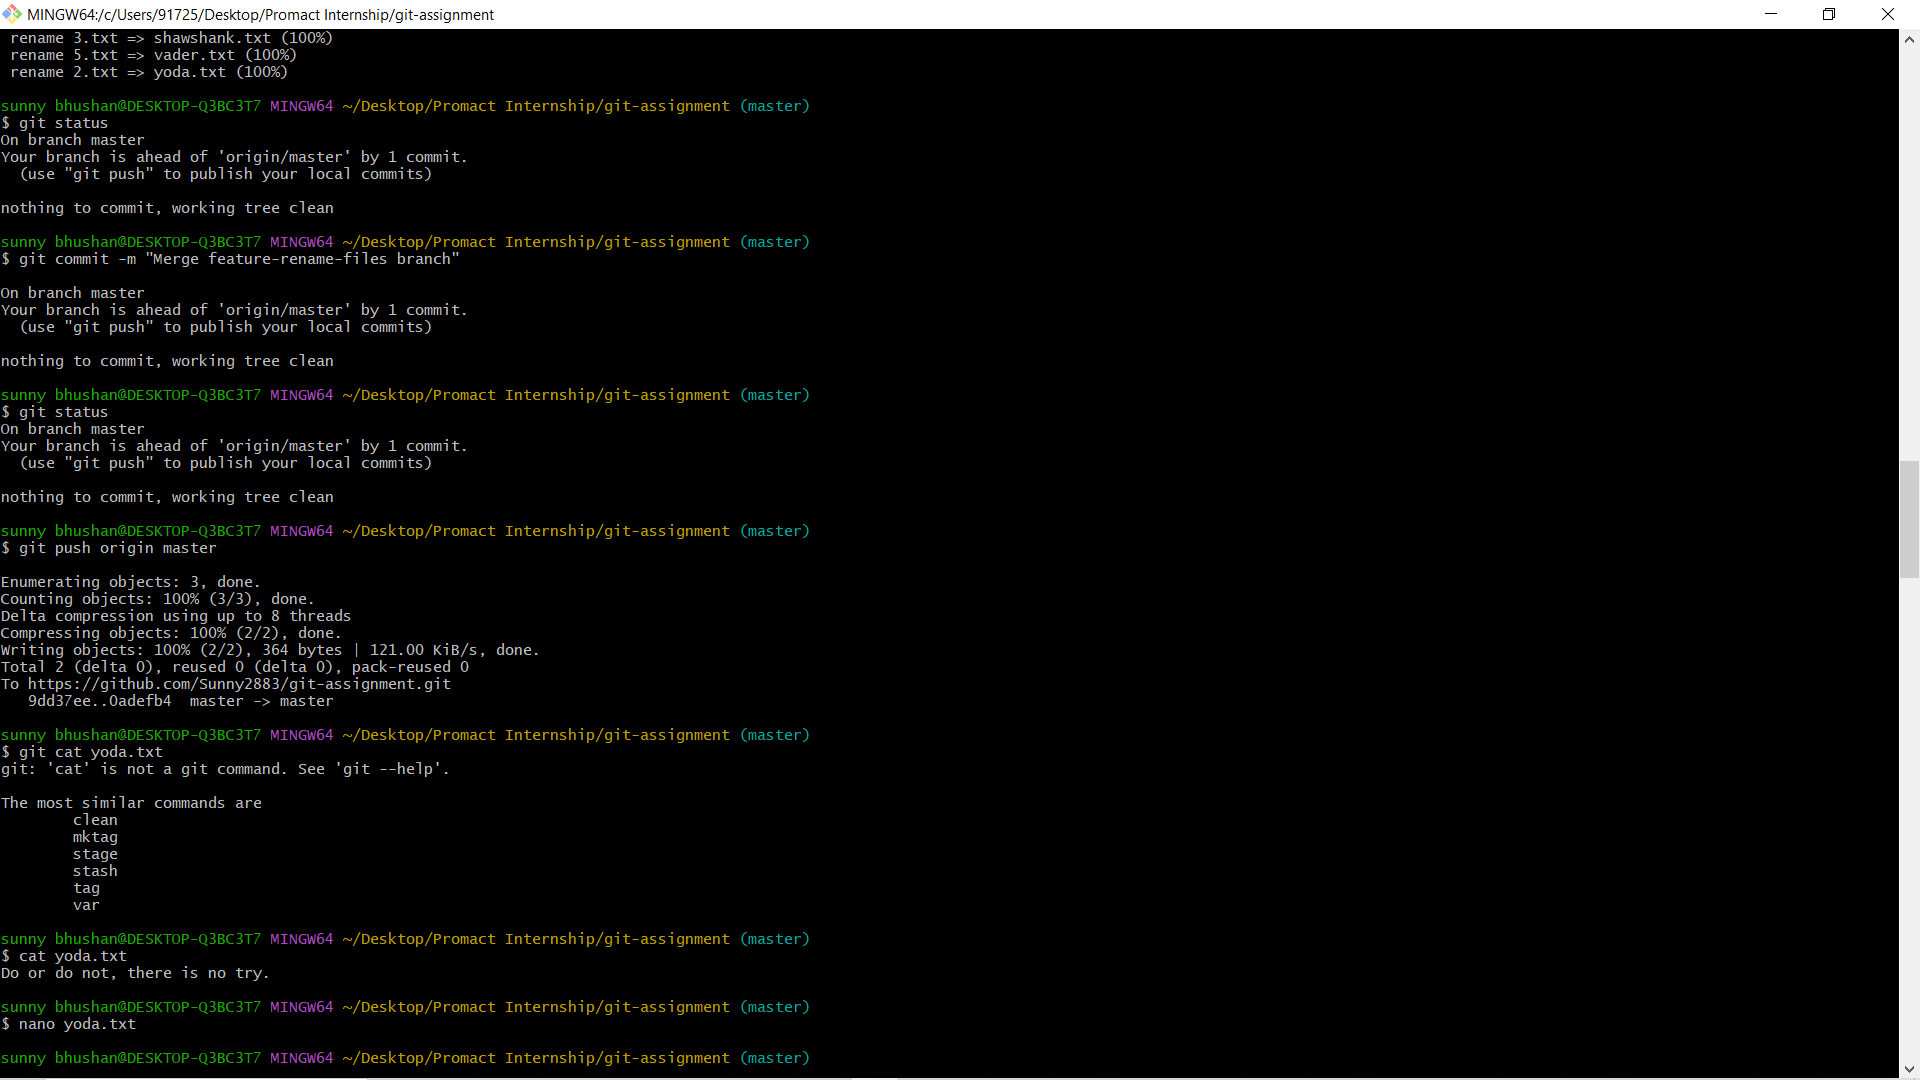 MINGW64:/c/Users/91725/Desktop/Promact Internship/git-assignment
 rename 3.txt => shawshank.txt (100%)
 rename 5.txt => vader.txt (100%)
 rename 2.txt => yoda.txt (100%)

sunny bhushan@DESKTOP-Q3BC3T7 MINGW64 ~/Desktop/Promact Internship/git-assignment (master)
$ git status
On branch master
Your branch is ahead of 'origin/master' by 1 commit.
  (use "git push" to publish your local commits)

nothing to commit, working tree clean

sunny bhushan@DESKTOP-Q3BC3T7 MINGW64 ~/Desktop/Promact Internship/git-assignment (master)
$ git commit -m "Merge feature-rename-files branch"

On branch master
Your branch is ahead of 'origin/master' by 1 commit.
  (use "git push" to publish your local commits)

nothing to commit, working tree clean

sunny bhushan@DESKTOP-Q3BC3T7 MINGW64 ~/Desktop/Promact Internship/git-assignment (master)
$ git status
On branch master
Your branch is ahead of 'origin/master' by 1 commit.
  (use "git push" to publish your local commits)

nothing to commit, working tree clean

sunny bhushan@DESKTOP-Q3BC3T7 MINGW64 ~/Desktop/Promact Internship/git-assignment (master)
$ git push origin master

Enumerating objects: 3, done.
Counting objects: 100% (3/3), done.
Delta compression using up to 8 threads
Compressing objects: 100% (2/2), done.
Writing objects: 100% (2/2), 364 bytes | 121.00 KiB/s, done.
Total 2 (delta 0), reused 0 (delta 0), pack-reused 0
To https://github.com/Sunny2883/git-assignment.git
   9dd37ee..0adefb4  master -> master

sunny bhushan@DESKTOP-Q3BC3T7 MINGW64 ~/Desktop/Promact Internship/git-assignment (master)
$ git cat yoda.txt
git: 'cat' is not a git command. See 'git --help'.

The most similar commands are
        clean
        mktag
        stage
        stash
        tag
        var

sunny bhushan@DESKTOP-Q3BC3T7 MINGW64 ~/Desktop/Promact Internship/git-assignment (master)
$ cat yoda.txt
Do or do not, there is no try.

sunny bhushan@DESKTOP-Q3BC3T7 MINGW64 ~/Desktop/Promact Internship/git-assignment (master)
$ nano yoda.txt

sunny bhushan@DESKTOP-Q3BC3T7 MINGW64 ~/Desktop/Promact Internship/git-assignment (master)